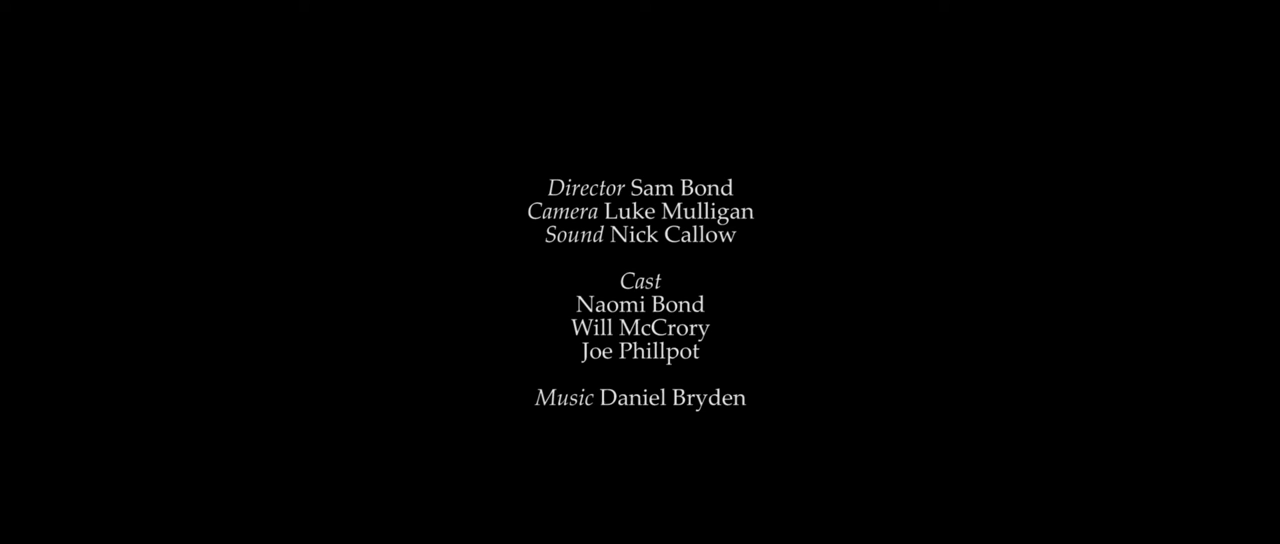 Director Sam Bond
Camera Luke Mulligan
Sound Nick Callow
Cast
Naomi Bond
Will McCrory
Joe Phillpot
Music Daniel Bryden